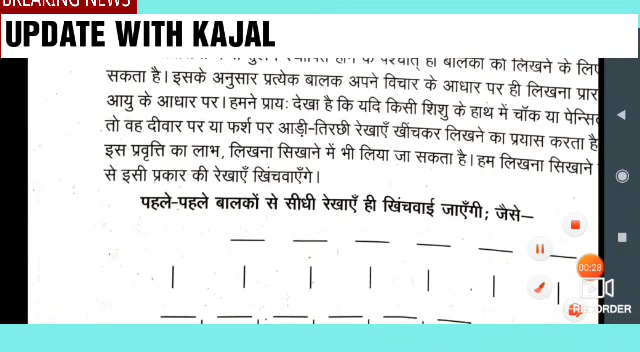 BREAKING NEWS
UPDATE WITH KAJAL
के पश्चात् ही बालकों को लिखने के लिए
सकता है। इसके अनुसार प्रत्येक बालक अपने विचार के आधार पर ही लिखना प्रार
आयु के आधार पर। हमने प्रायः देखा है कि यदि किसी शिशु के हाथ में चॉक या पेन्सि
तो वह दीवार पर या फर्श पर आड़ी-तिरछी रेखाएँ खींचकर लिखने का प्रयास करता है
इस प्रवृत्ति का लाभ, लिखना सिखाने में भी लिया जा सकता है। हम लिखना सिखाने
से इसी प्रकार की रेखाएँ खिंचवाएँगे।
पहले-पहले बालकों से सीधी रेखाएँ ही खिंचवाई जाएँगी; जैसे—
00:28
RECORDER